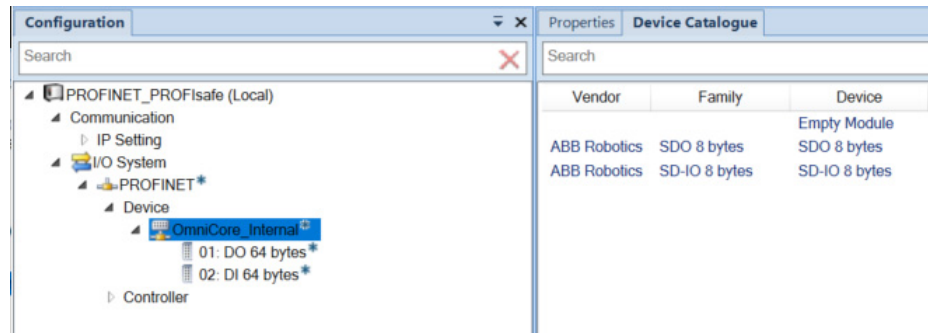 Configuration
Search
PROFINET_PROFIsafe (Local)
Communication
IP Setting
I/O System
PROFINET*
Device
OmniCore_Internal*
01: DO 64 bytes*
02: DI 64 bytes*
Controller
Properties Device Catalogue
Search
Vendor Family Device
Empty Module
ABB Robotics SDO 8 bytes SDO 8 bytes
ABB Robotics SD-IO 8 bytes SD-IO 8 bytes